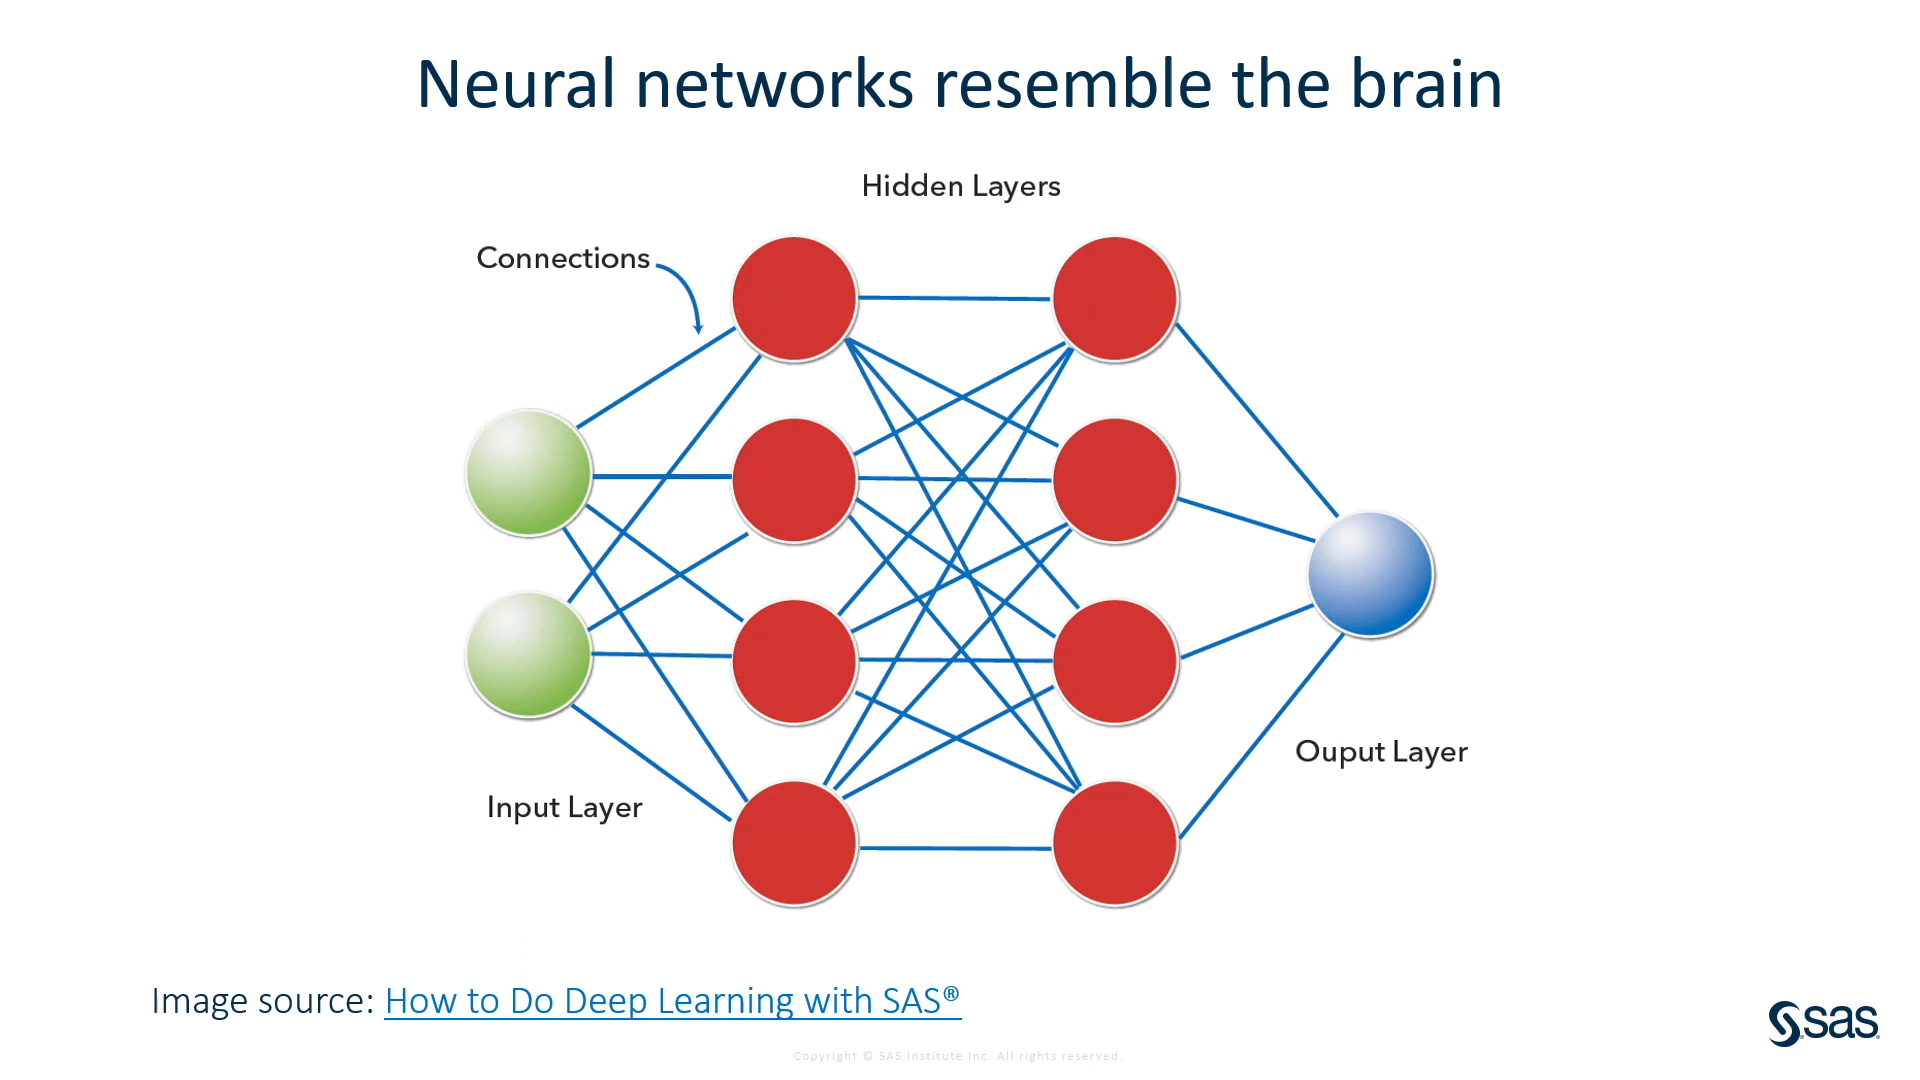 Neural networks resemble the brain
Hidden Layers
Connections
Input Layer
Ouput Layer
Image source: How to Do Deep Learning with SAS®
sas
Copyright © SAS Institute Inc. All rights reserved.